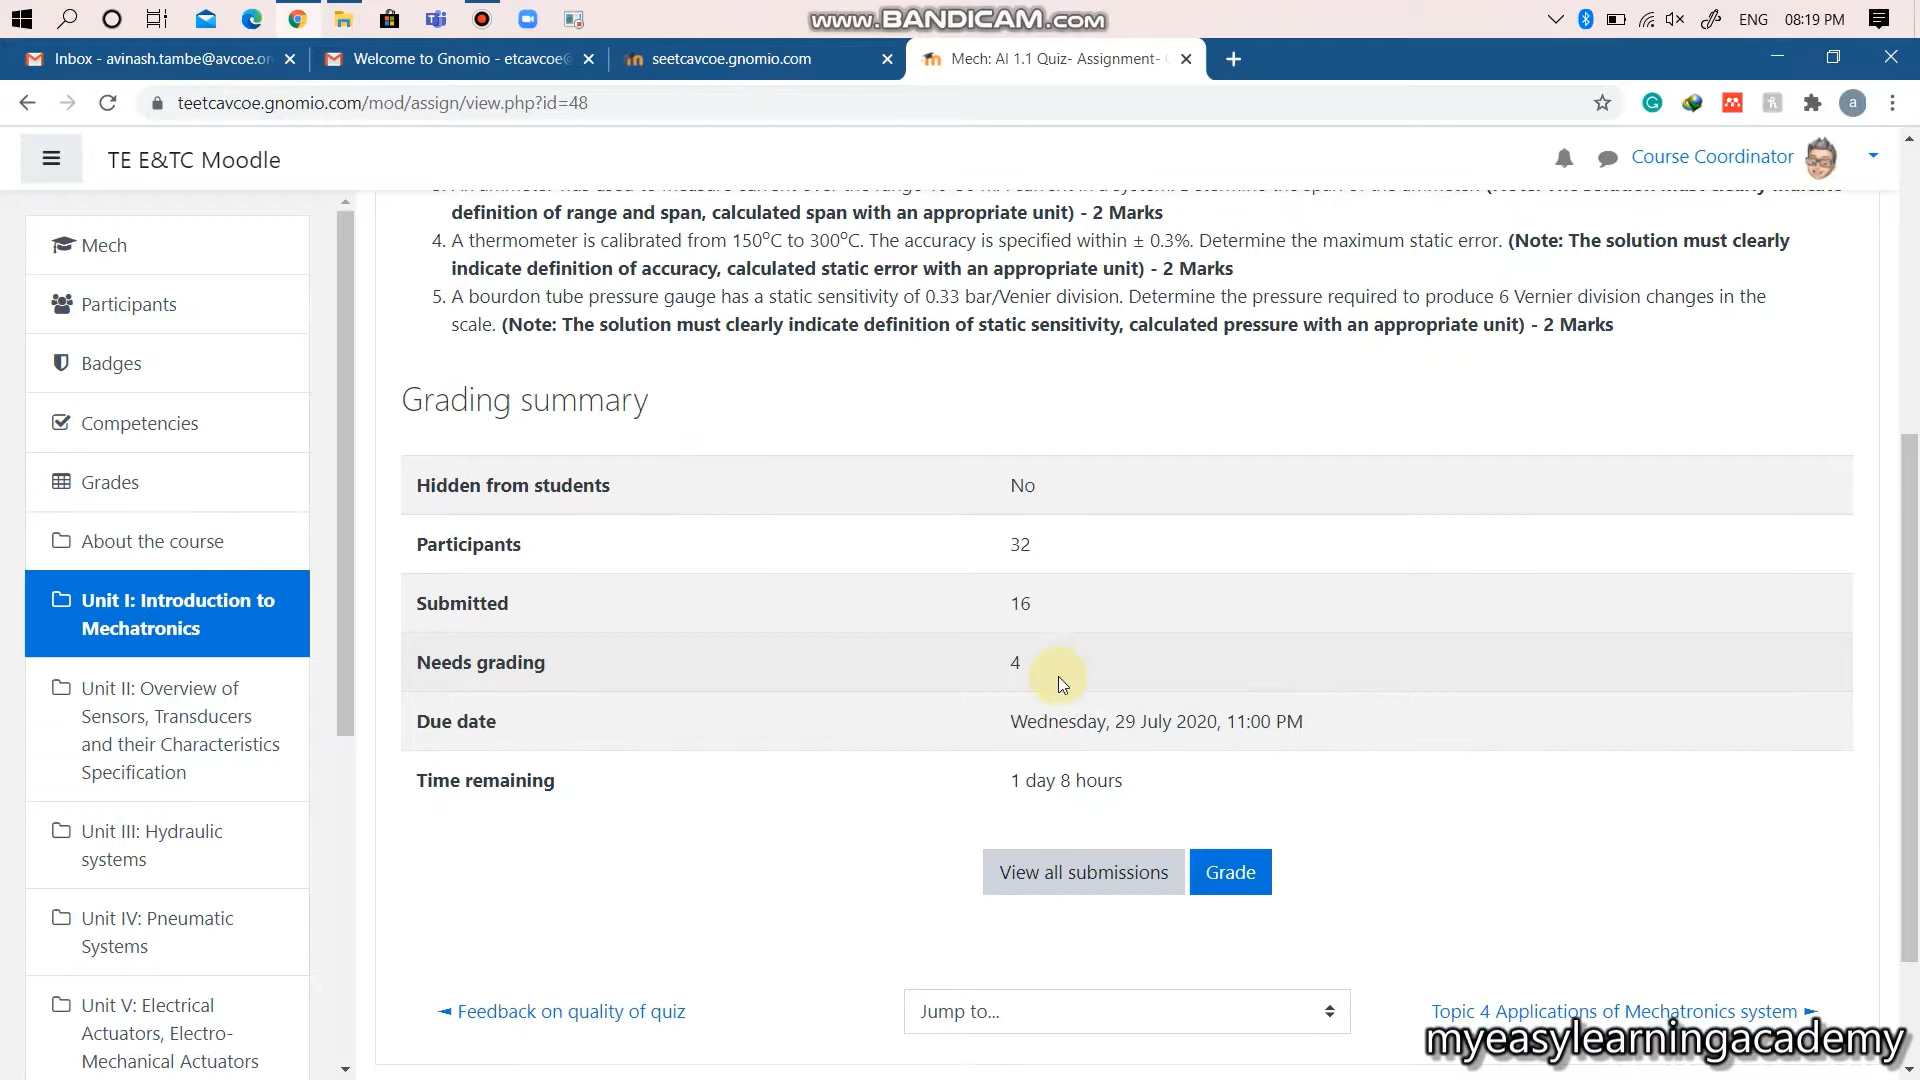 www.BANDICAM.com
ENG
08:19 PM
Inbox - avinash.tambe@avcoe.or
Welcome to Gnomio - etcavcoe@
seetcavcoe.gnomio.com
Mech: AI 1.1 Quiz- Assignment-
teetcavcoe.gnomio.com/mod/assign/view.php?id=48
a
TE E&TC Moodle
Course Coordinator
Mech
Participants
Badges
Competencies
Grades
About the course
Unit I: Introduction to
Mechatronics
Unit II: Overview of
Sensors, Transducers
and their Characteristics
Specification
Unit III: Hydraulic
systems
Unit IV: Pneumatic
Systems
Unit V: Electrical
Actuators, Electro-
Mechanical Actuators
definition of range and span, calculated span with an appropriate unit) - 2 Marks
4. A thermometer is calibrated from 150°C to 300°C. The accuracy is specified within ± 0.3%. Determine the maximum static error. (Note: The solution must clearly
indicate definition of accuracy, calculated static error with an appropriate unit) - 2 Marks
5. A bourdon tube pressure gauge has a static sensitivity of 0.33 bar/Venier division. Determine the pressure required to produce 6 Vernier division changes in the
scale. (Note: The solution must clearly indicate definition of static sensitivity, calculated pressure with an appropriate unit) - 2 Marks
Grading summary
Hidden from students No
Participants 32
Submitted 16
Needs grading 4
Due date Wednesday, 29 July 2020, 11:00 PM
Time remaining 1 day 8 hours
View all submissions Grade
◄ Feedback on quality of quiz
Jump to...
Topic 4 Applications of Mechatronics system ►
myeasylearningacademy